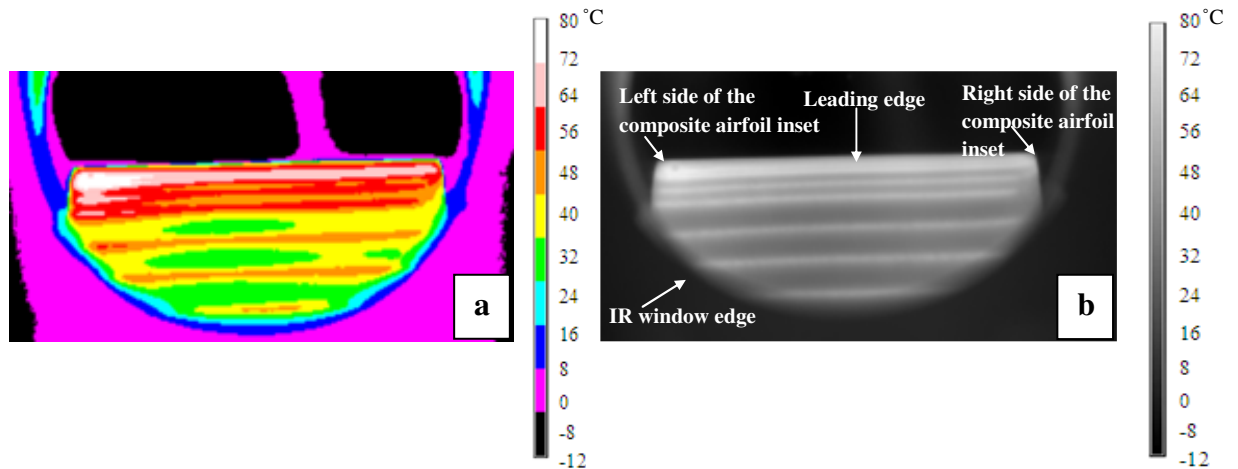 80 °C
72
64
56
48
40
32
24
16
8
0
-8
-12
a
Left side of the
composite airfoil inset
Leading edge
Right side of the
composite airfoil
inset
IR window edge
b
80 °C
72
64
56
48
40
32
24
16
8
0
-8
-12